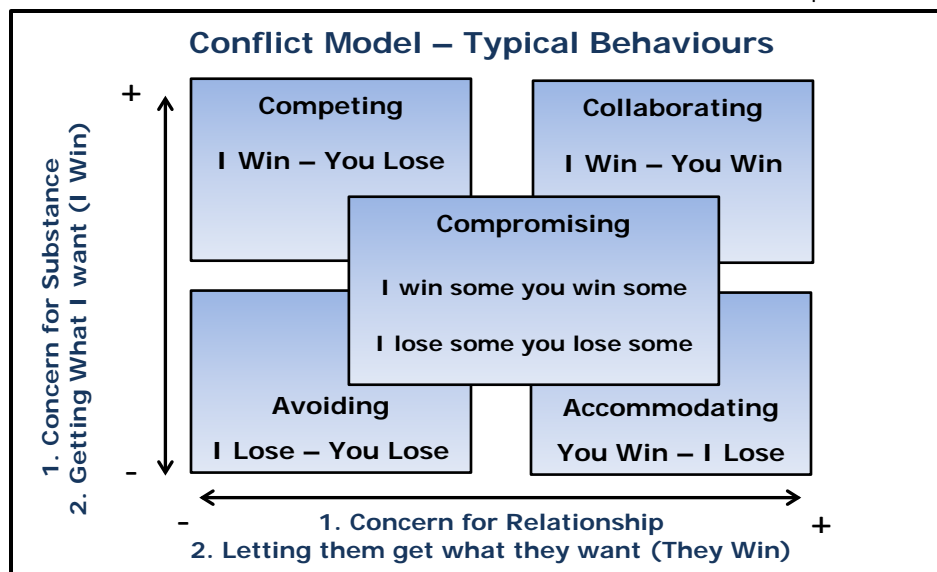 Conflict Model – Typical Behaviours
+
Competing
I Win – You Lose
Collaborating
I Win – You Win
Compromising
I win some you win some
I lose some you lose some
Avoiding
I Lose – You Lose
Accommodating
You Win – I Lose
1. Concern for Substance
2. Getting What I want (I Win)
-
-
1. Concern for Relationship
+
2. Letting them get what they want (They Win)